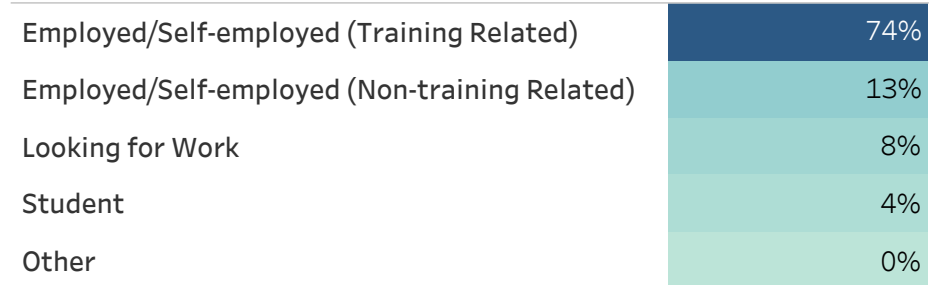 Employed/Self-employed (Training Related) 74%
Employed/Self-employed (Non-training Related) 13%
Looking for Work 8%
Student 4%
Other 0%